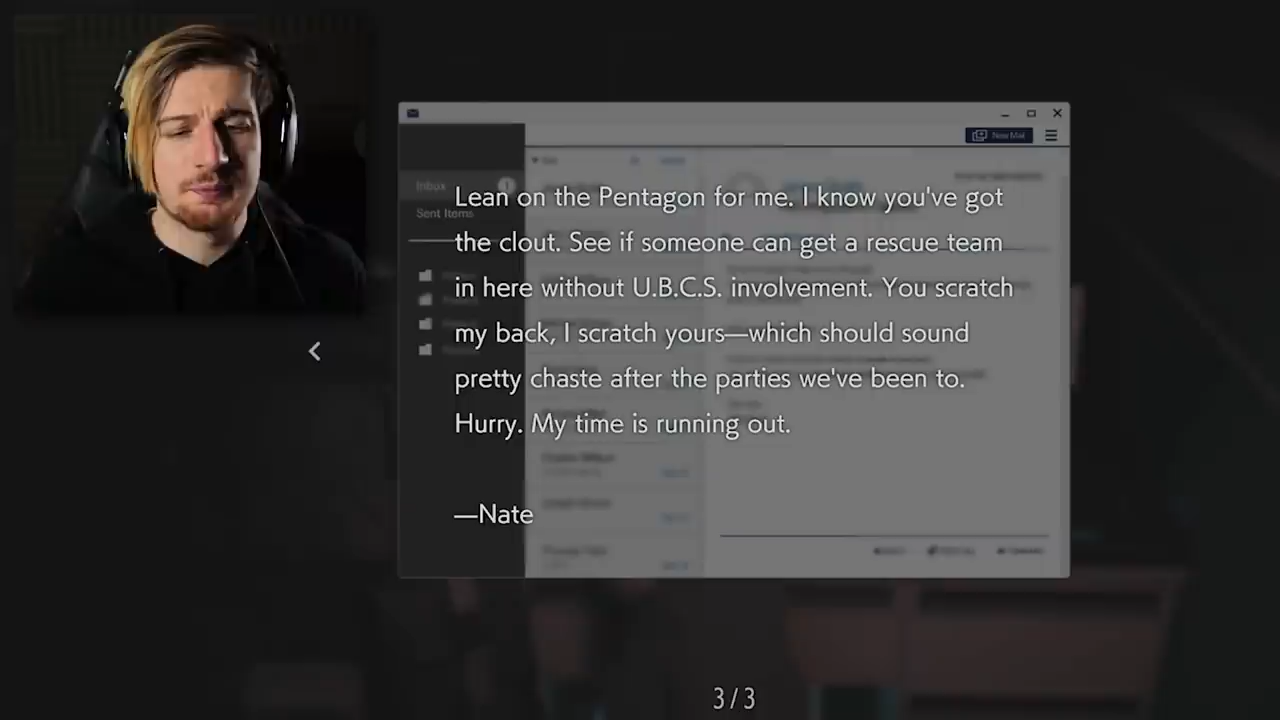 New Mail
Inbox
Sent Items
Lean on the Pentagon for me. I know you've got
the clout. See if someone can get a rescue team
in here without U.B.C.S. involvement. You scratch
my back, I scratch yours—which should sound
pretty chaste after the parties we've been to.
Hurry. My time is running out.
—Nate
3/3